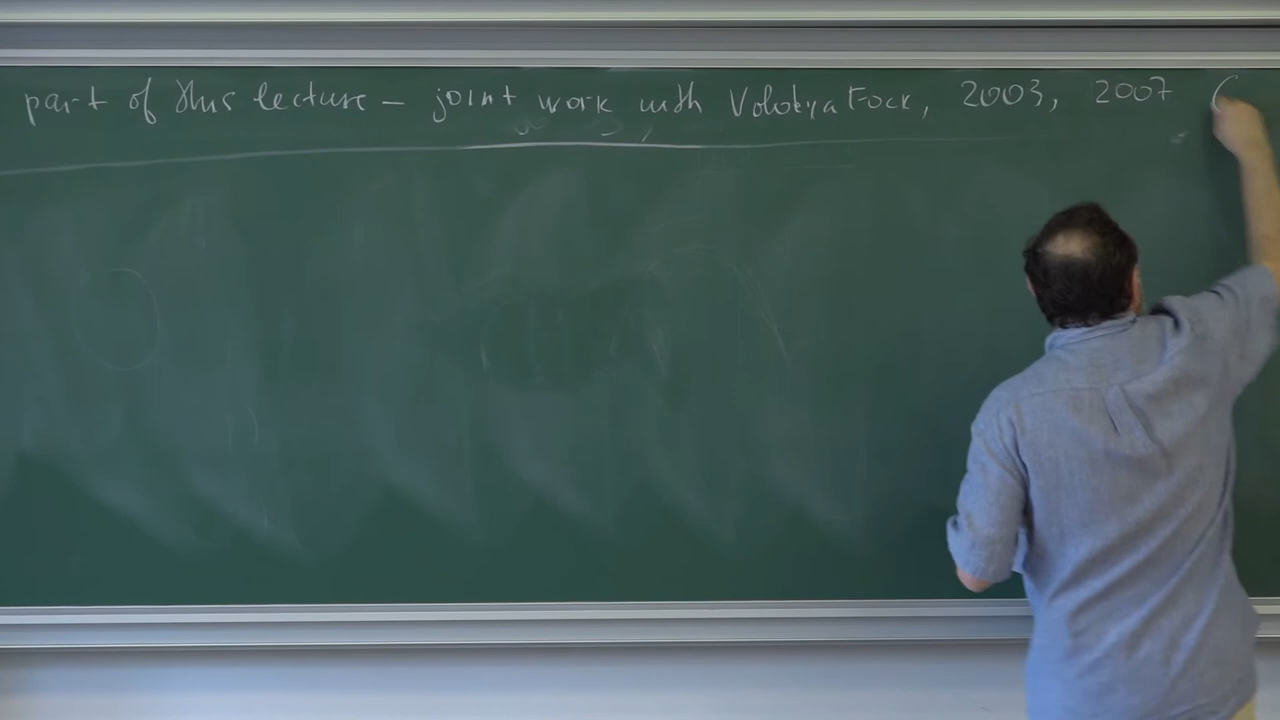 part of this lecture – joint work with Volodya Fock, 2003, 2007 (